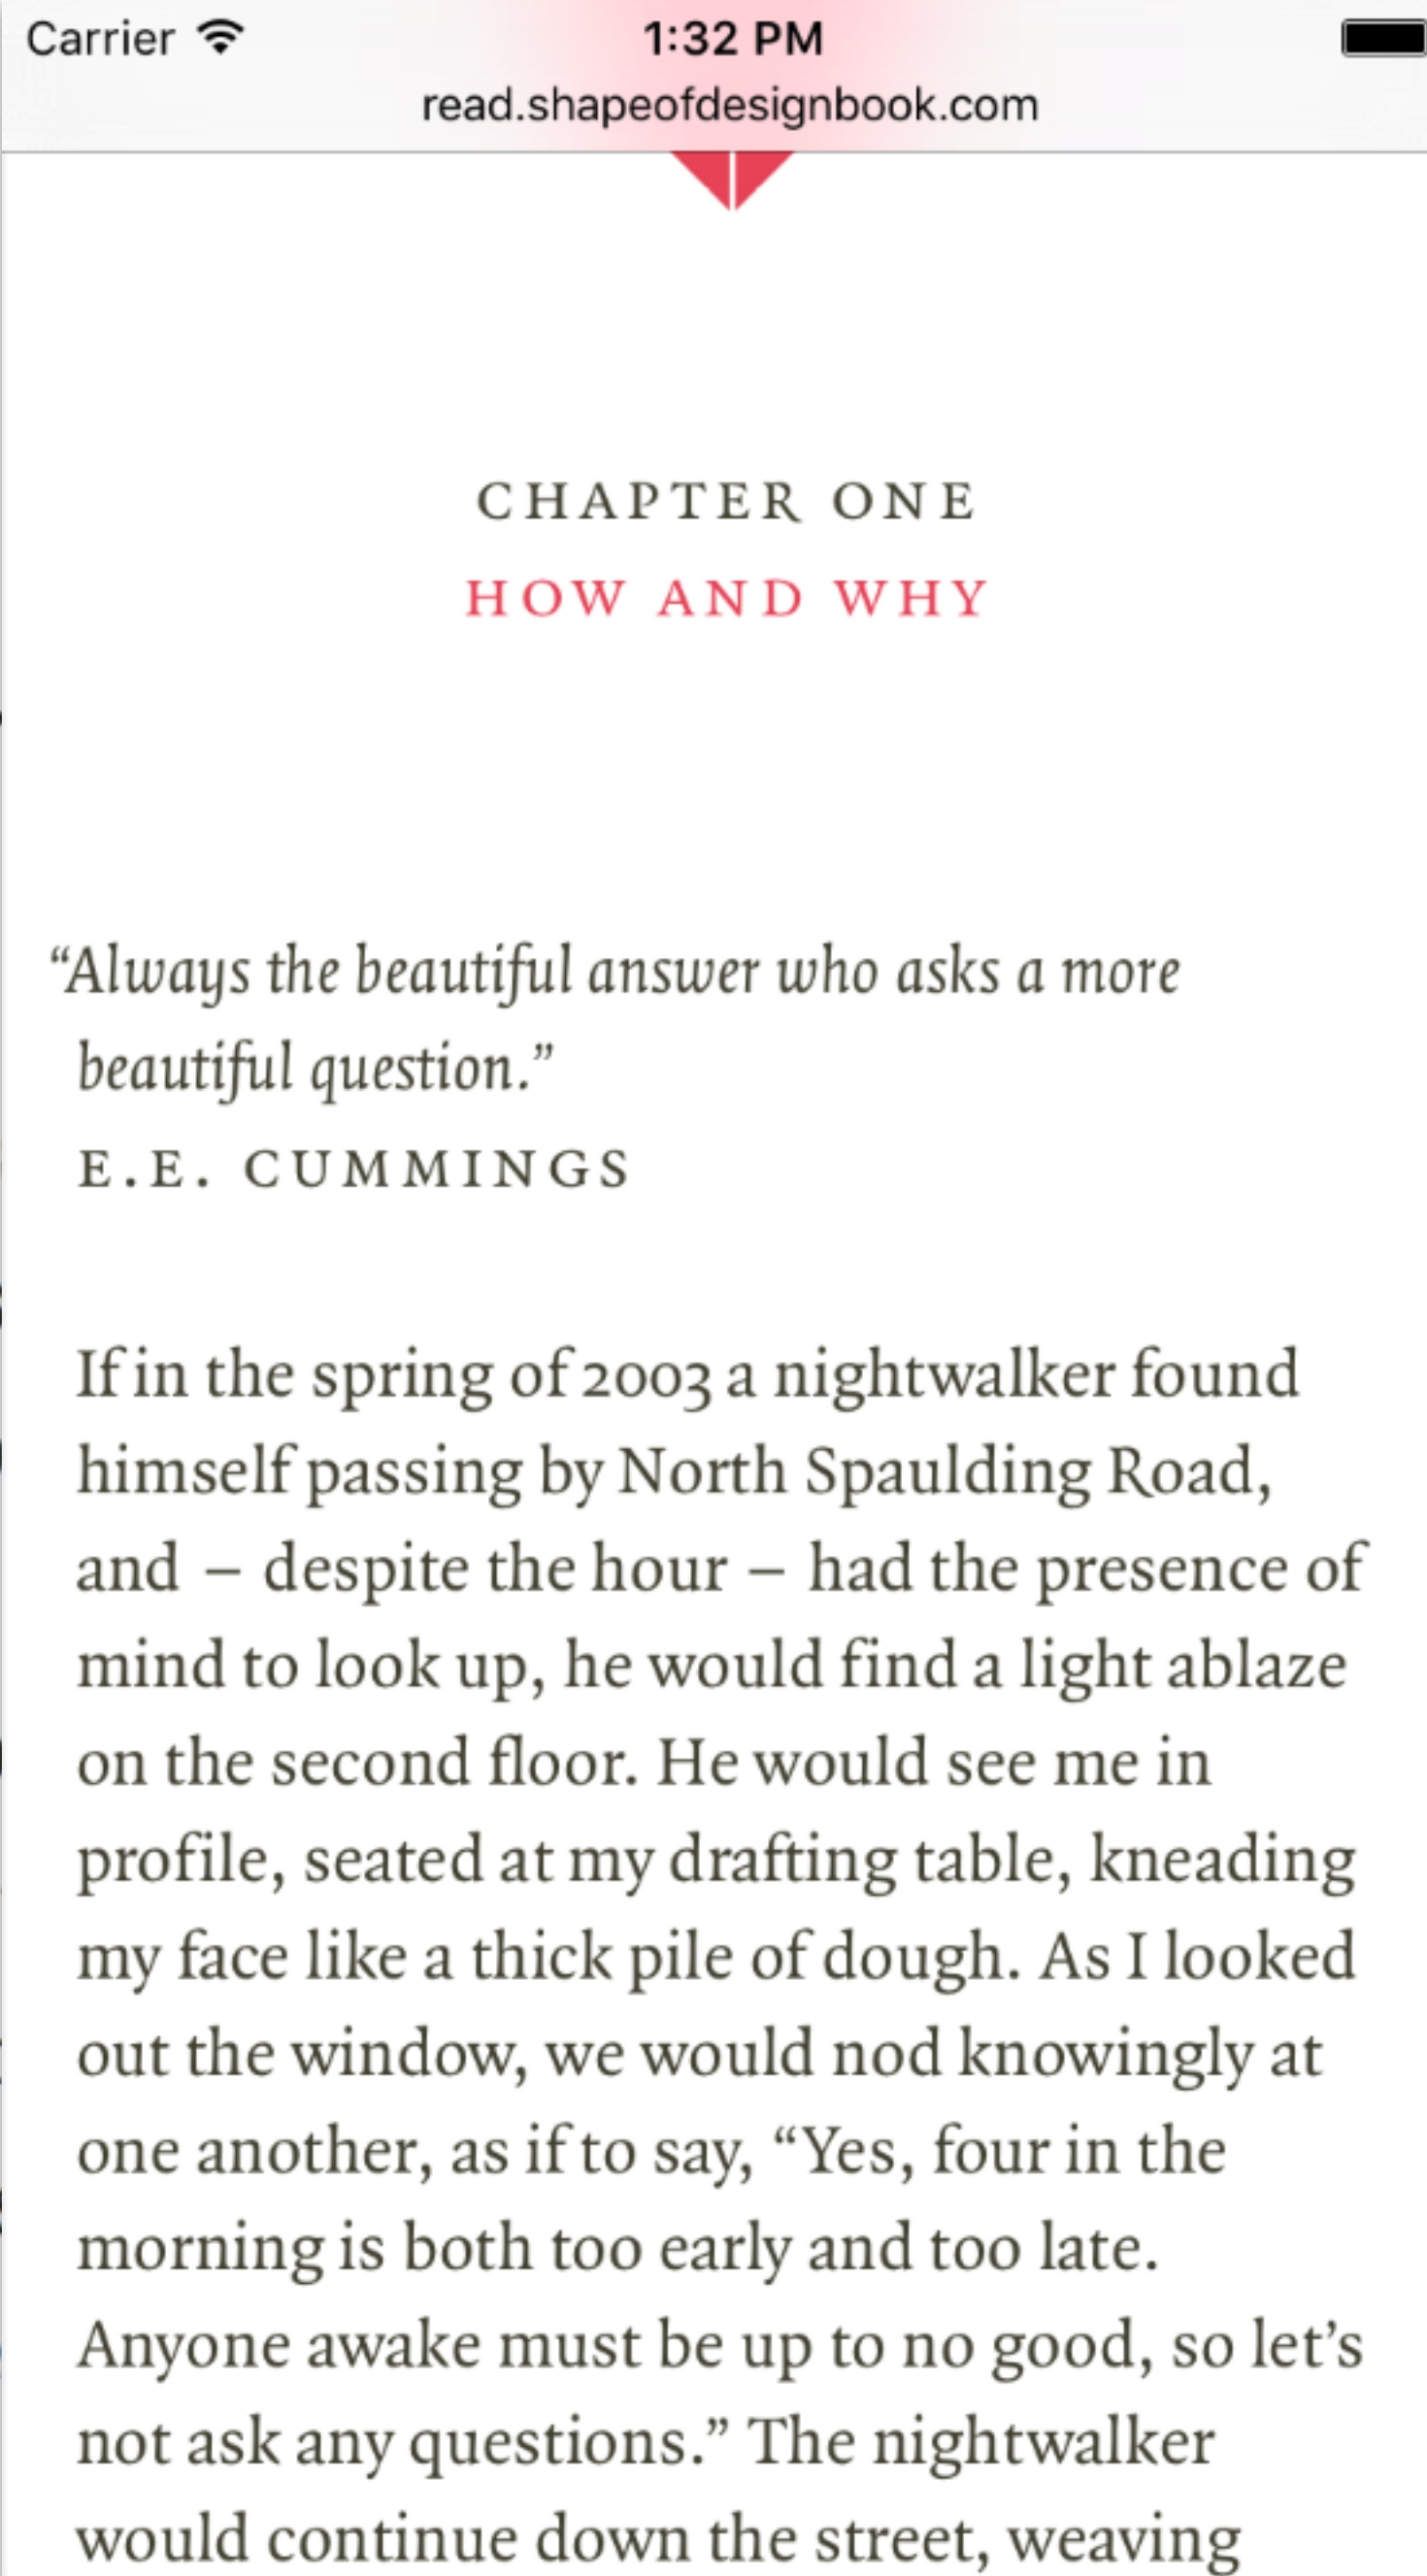 Carrier 1:32 PM
read.shapeofdesignbook.com
CHAPTER ONE
HOW AND WHY
“Always the beautiful answer who asks a more
beautiful question.”
E.E. CUMMINGS
If in the spring of 2003 a nightwalker found
himself passing by North Spaulding Road,
and – despite the hour – had the presence of
mind to look up, he would find a light ablaze
on the second floor. He would see me in
profile, seated at my drafting table, kneading
my face like a thick pile of dough. As I looked
out the window, we would nod knowingly at
one another, as if to say, “Yes, four in the
morning is both too early and too late.
Anyone awake must be up to no good, so let’s
not ask any questions.” The nightwalker
would continue down the street, weaving